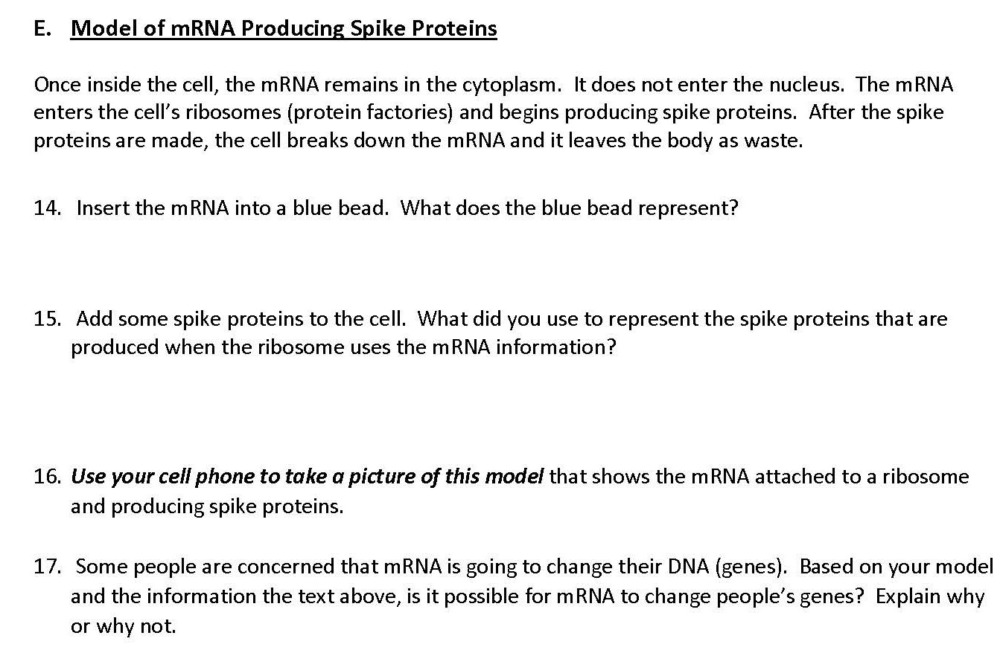 E. Model of mRNA Producing Spike Proteins
Once inside the cell, the mRNA remains in the cytoplasm. It does not enter the nucleus. The mRNA
enters the cell's ribosomes (protein factories) and begins producing spike proteins. After the spike
proteins are made, the cell breaks down the mRNA and it leaves the body as waste.
14. Insert the mRNA into a blue bead. What does the blue bead represent?
15. Add some spike proteins to the cell. What did you use to represent the spike proteins that are
produced when the ribosome uses the mRNA information?
16. Use your cell phone to take a picture of this model that shows the mRNA attached to a ribosome
and producing spike proteins.
17. Some people are concerned that mRNA is going to change their DNA (genes). Based on your model
and the information the text above, is it possible for mRNA to change people's genes? Explain why
or why not.